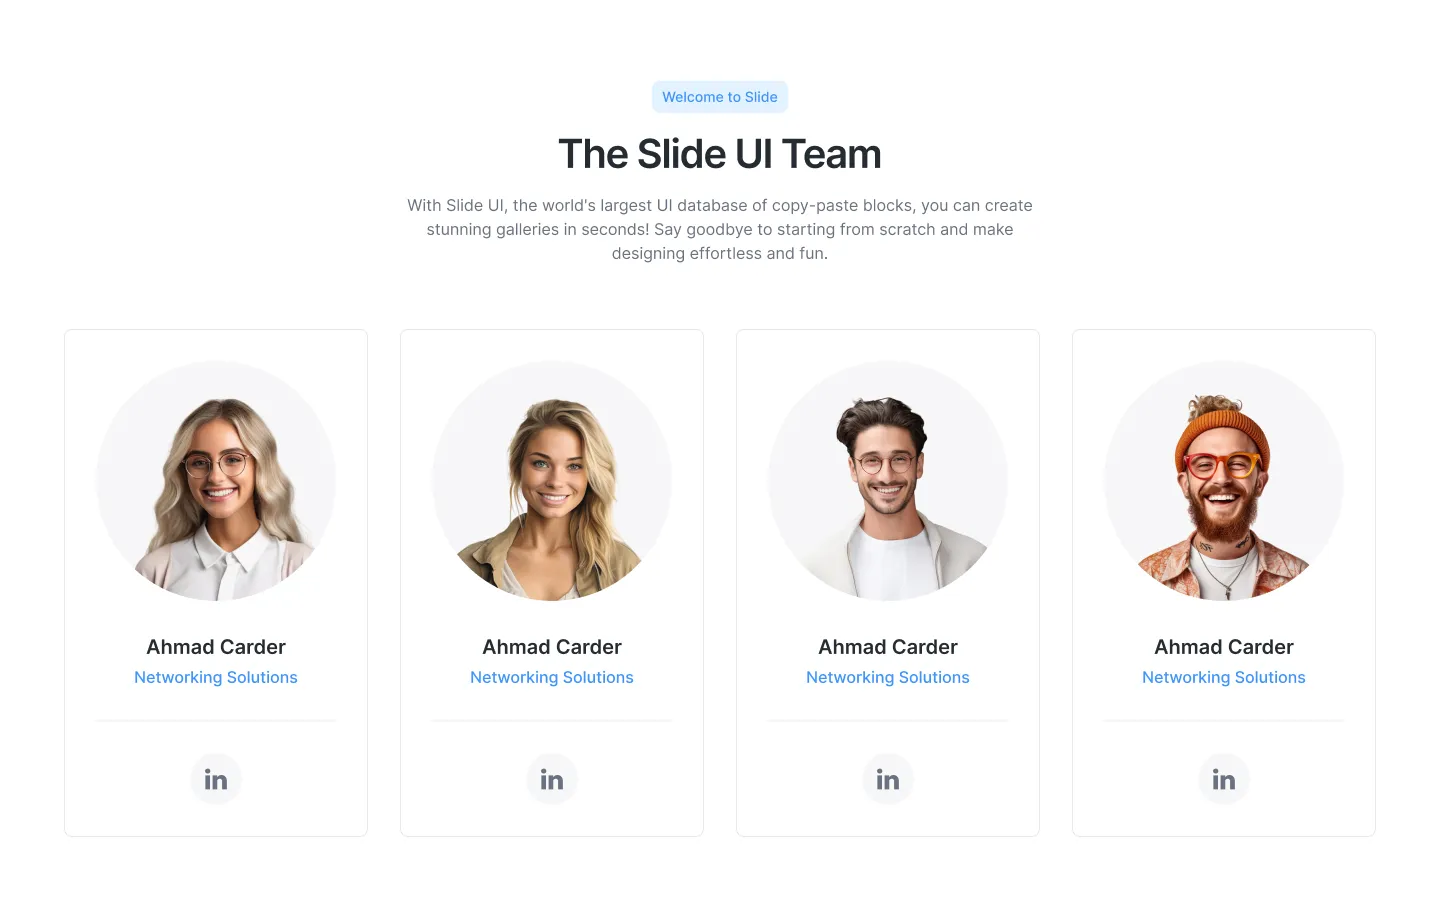 Welcome to Slide
The Slide UI Team
With Slide UI, the world's largest UI database of copy-paste blocks, you can create
stunning galleries in seconds! Say goodbye to starting from scratch and make
designing effortless and fun.
Ahmad Carder
Networking Solutions
in
Ahmad Carder
Networking Solutions
in
Ahmad Carder
Networking Solutions
in
Ahmad Carder
Networking Solutions
in